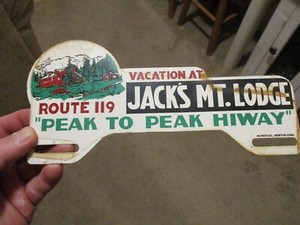 VACATION AT
ROUTE 119 JACK'S MT. LODGE
"PEAK TO PEAK HIWAY"